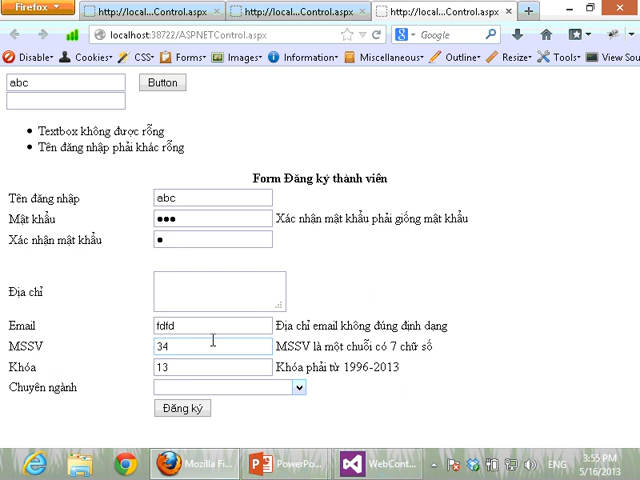 Firefox
http://local...Control.aspx
http://local...Control.aspx
http://local...Control.aspx
localhost:38722/ASPNETControl.aspx
Google
Disable
Cookies
CSS
Forms
Images
Information
Miscellaneous
Outline
Resize
Tools
View Sou
abc
Button
Textbox không được rỗng
Tên đăng nhập phải khác rỗng
Form Đăng ký thành viên
Tên đăng nhập
abc
Mật khẩu
Xác nhận mật khẩu phải giống mật khẩu
Xác nhận mật khẩu
Địa chỉ
Email
fdfd
Địa chỉ email không đúng định dạng
MSSV
34
MSSV là một chuỗi có 7 chữ số
Khóa
13
Khóa phải từ 1996-2013
Chuyên ngành
Đăng ký
Mozilla Fi...
PowerPo...
WebCont...
ENG
3:55 PM
5/16/2013